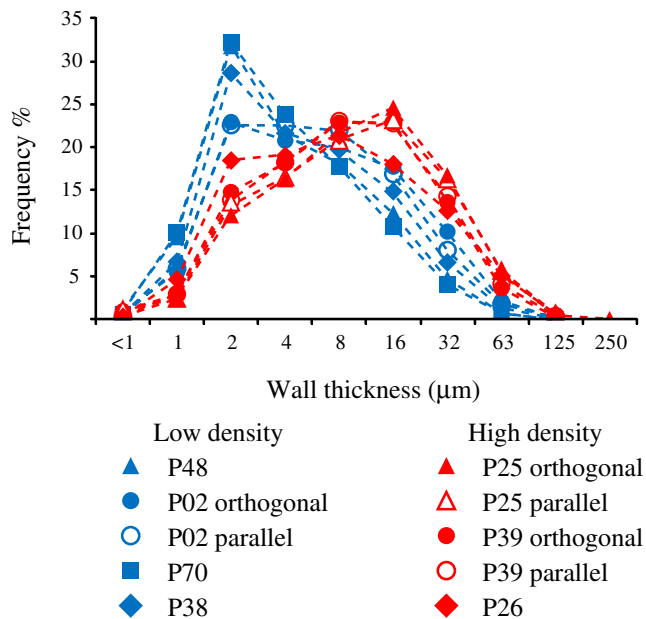 35
30
25
20
15
10
5
Frequency %
<1 1 2 4 8 16 32 63 125 250
Wall thickness (μm)
Low density
P48
P02 orthogonal
P02 parallel
P70
P38
High density
P25 orthogonal
P25 parallel
P39 orthogonal
P39 parallel
P26